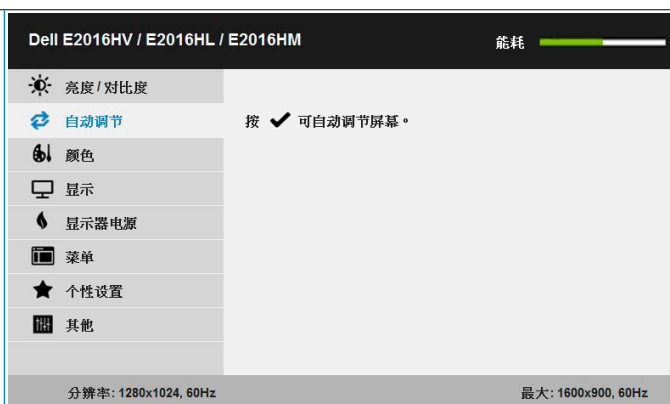 Dell E2016HV / E2016HL / E2016HM 能耗
亮度 / 对比度
自动调节 按 ✔ 可自动调节屏幕。
颜色
显示
显示器电源
菜单
个性设置
其他
分辨率: 1280x1024, 60Hz 最大: 1600x900, 60Hz